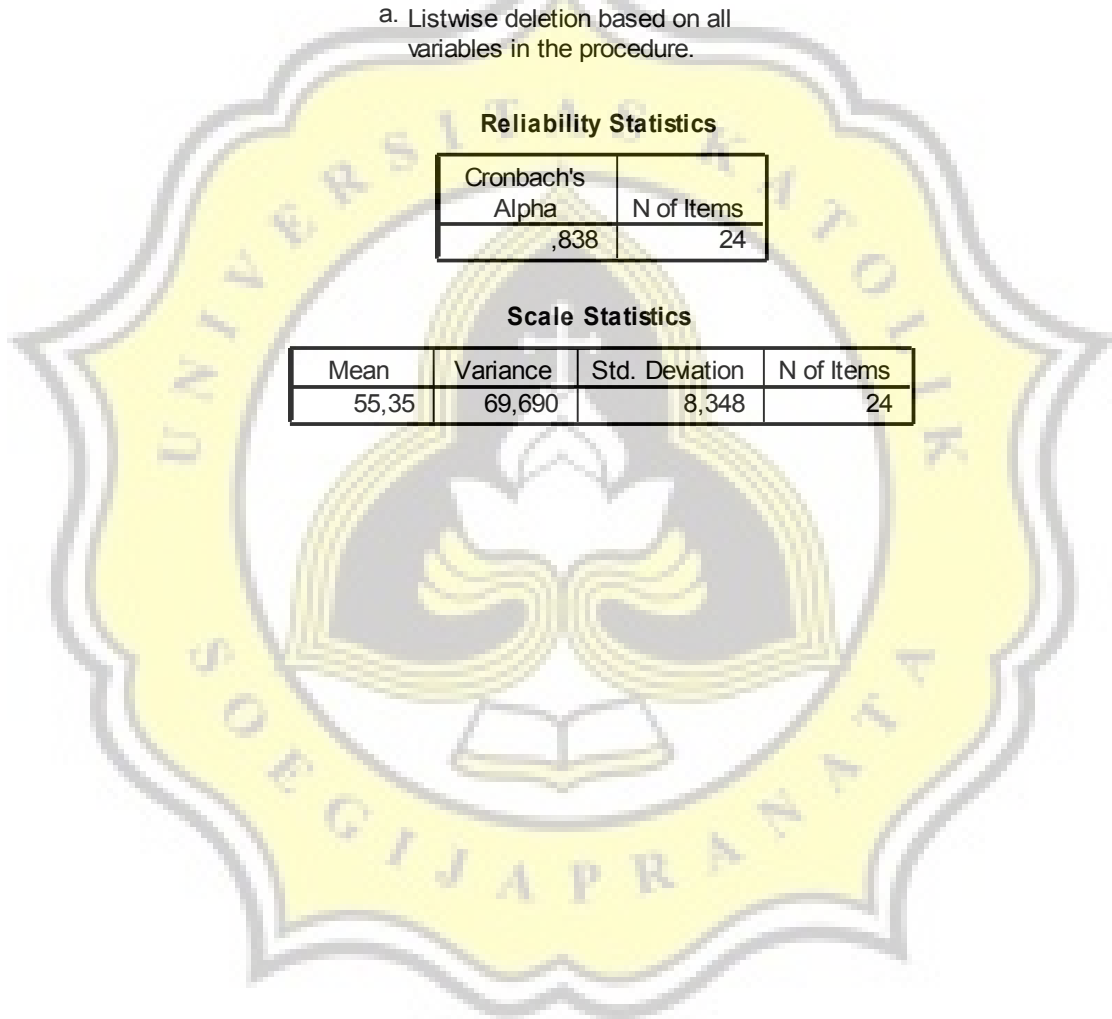 a. Listwise deletion based on all
variables in the procedure.
Reliability Statistics
Cronbach's
Alpha N of Items
,838 24
Scale Statistics
Mean Variance Std. Deviation N of Items
55,35 69,690 8,348 24
UNIVERSITAS KATOLIK
SOEGIJAPRANATA